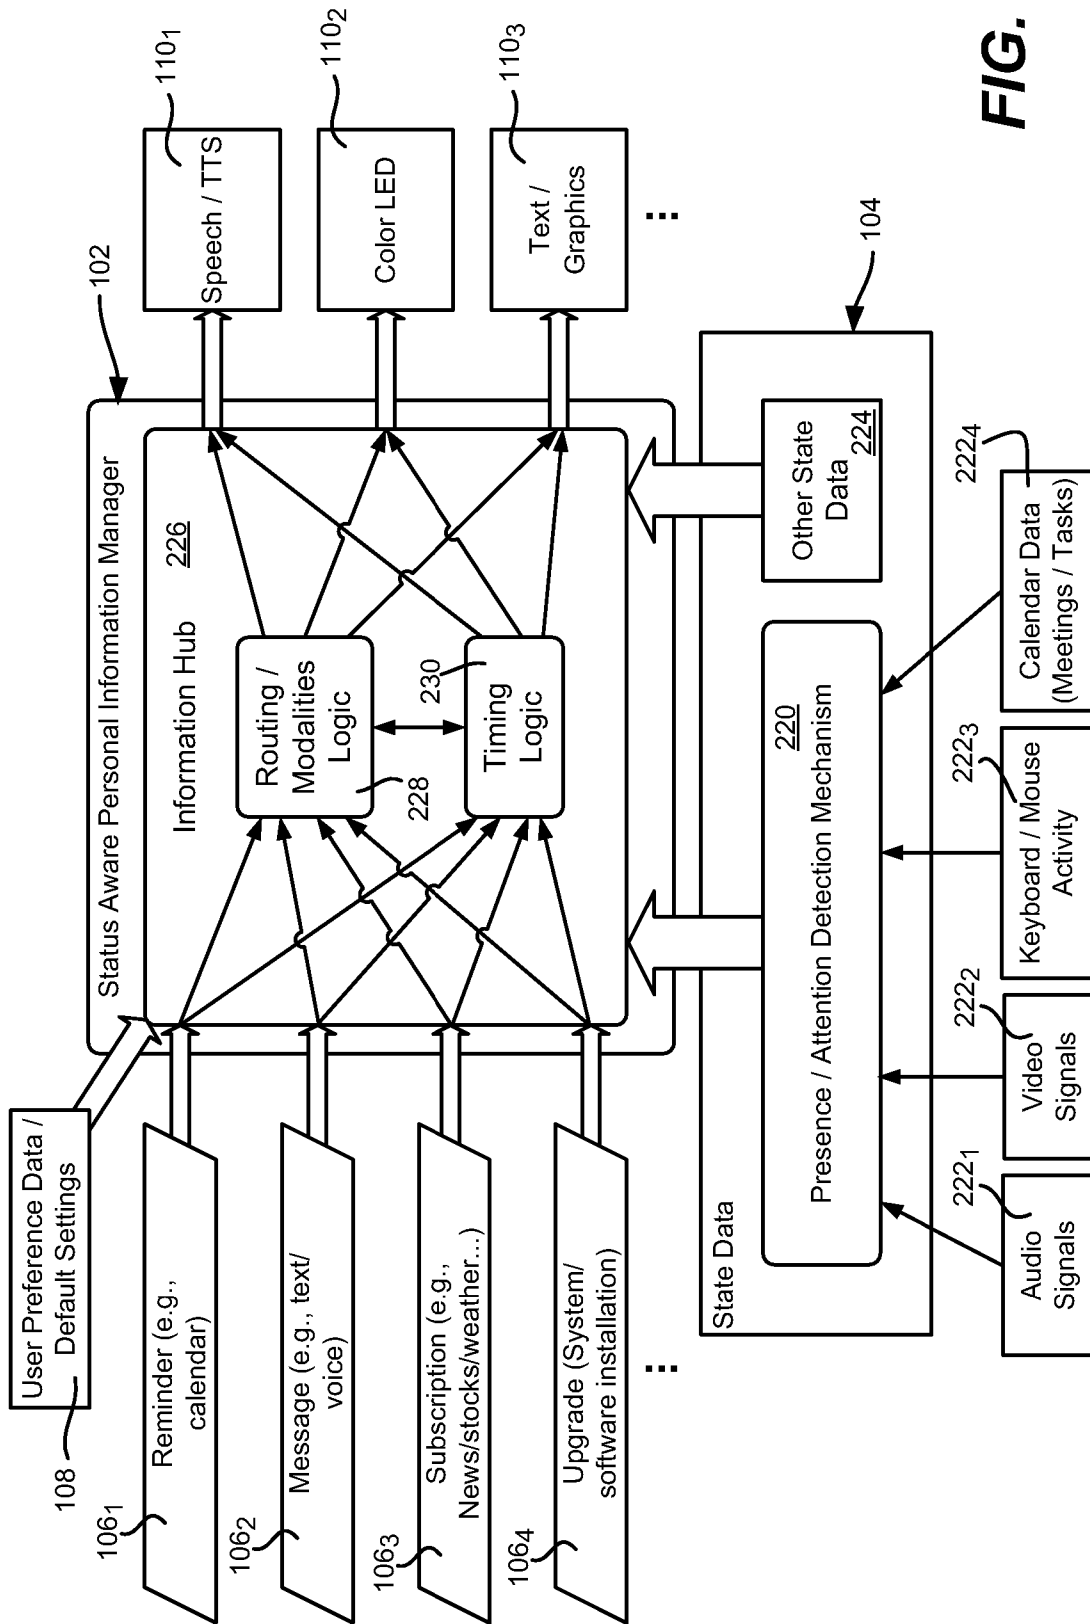 User Preference Data /
Default Settings
108
Status Aware Personal Information Manager
102
Information Hub
226
Reminder (e.g.,
calendar)
1061
Message (e.g., text/
voice)
1062
Subscription (e.g.,
News/stocks/weather...)
1063
Upgrade (System/
software installation)
1064
...
Routing /
Modalities
Logic
228
230
Timing
Logic
Speech / TTS
1101
Color LED
1102
Text /
Graphics
1103
...
State Data
104
220
Presence / Attention Detection Mechanism
Other State
Data
224
Audio
Signals
2221
Video
Signals
2222
Keyboard / Mouse
Activity
2223
Calendar Data
(Meetings / Tasks)
2224
FIG.